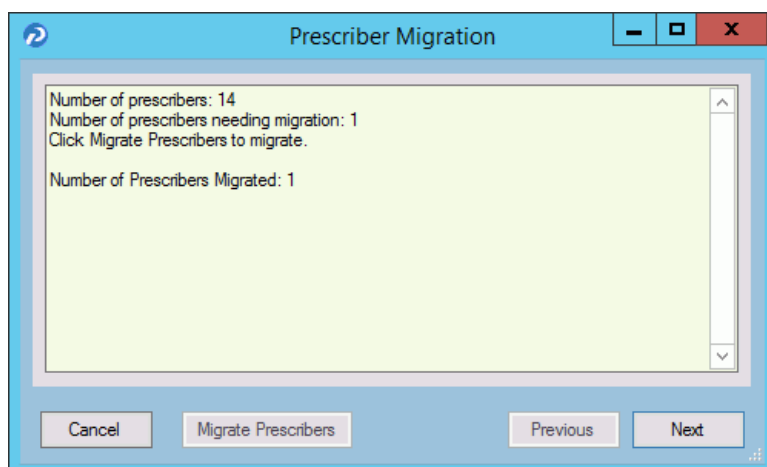 Prescriber Migration
Number of prescribers: 14
Number of prescribers needing migration: 1
Click Migrate Prescribers to migrate.
Number of Prescribers Migrated: 1
Cancel
Migrate Prescribers
Previous
Next